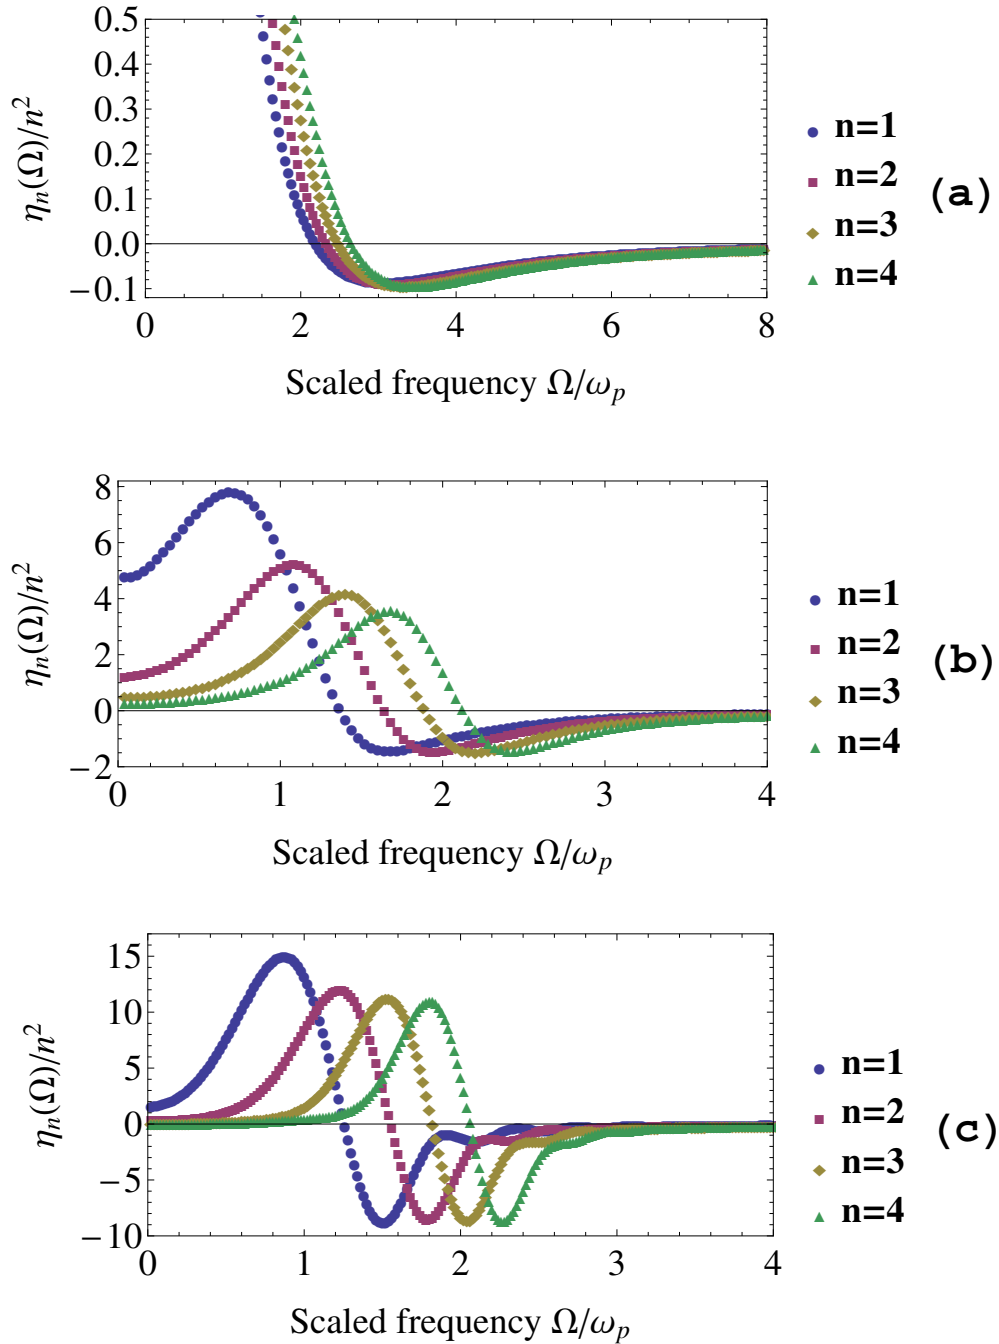 0.5
0.4
0.3
0.2
0.1
0.0
−0.1
ηn(Ω)/n²
0 2 4 6 8
Scaled frequency Ω/ωp
n=1
n=2
n=3
n=4
(a)
8
6
4
2
0
−2
ηn(Ω)/n²
0 1 2 3 4
Scaled frequency Ω/ωp
n=1
n=2
n=3
n=4
(b)
15
10
5
0
−5
−10
ηn(Ω)/n²
0 1 2 3 4
Scaled frequency Ω/ωp
n=1
n=2
n=3
n=4
(c)